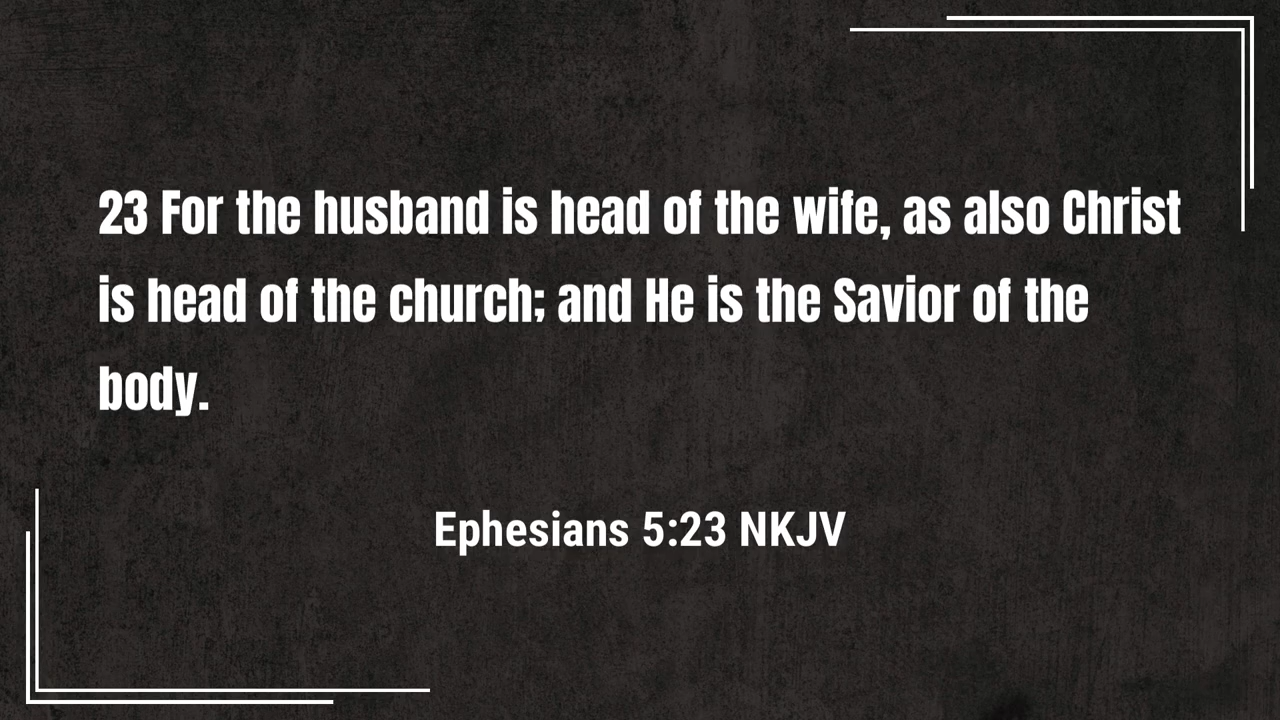 23 For the husband is head of the wife, as also Christ
is head of the church; and He is the Savior of the
body.
Ephesians 5:23 NKJV